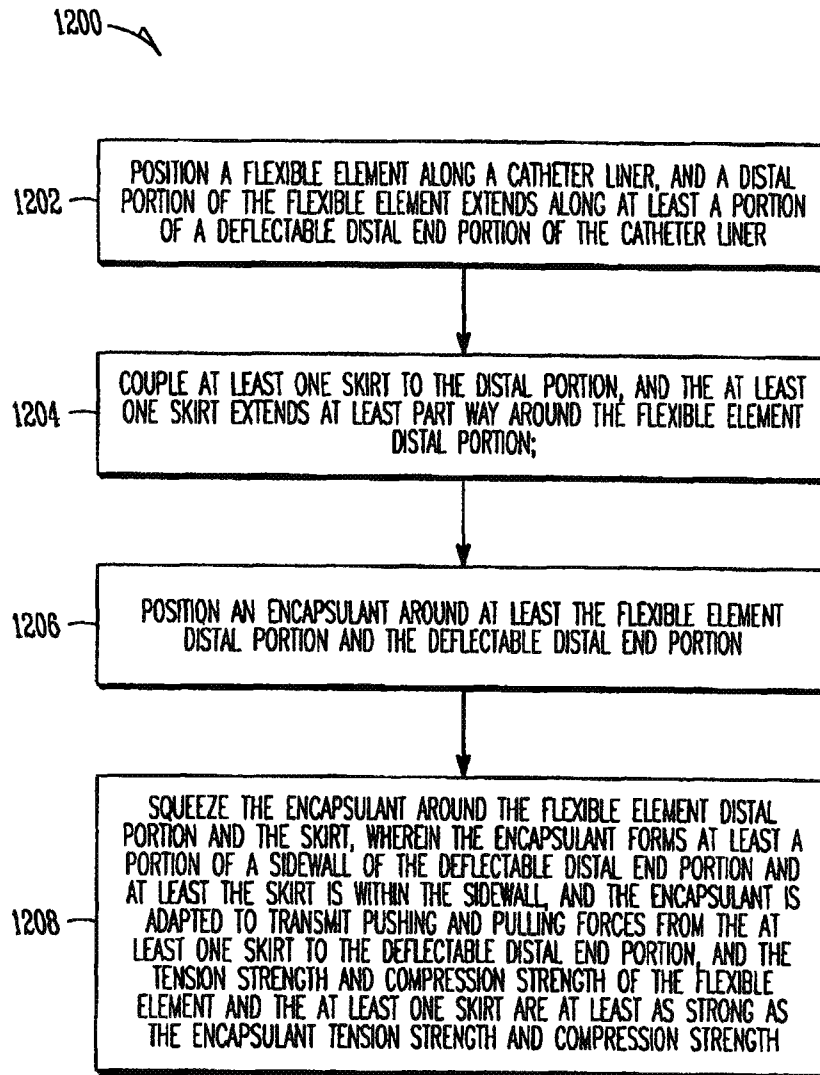 1200
1202
POSITION A FLEXIBLE ELEMENT ALONG A CATHETER LINER, AND A DISTAL
PORTION OF THE FLEXIBLE ELEMENT EXTENDS ALONG AT LEAST A PORTION
OF A DEFLECTABLE DISTAL END PORTION OF THE CATHETER LINER
1204
COUPLE AT LEAST ONE SKIRT TO THE DISTAL PORTION, AND THE AT LEAST
ONE SKIRT EXTENDS AT LEAST PART WAY AROUND THE FLEXIBLE ELEMENT
DISTAL PORTION;
1206
POSITION AN ENCAPSULANT AROUND AT LEAST THE FLEXIBLE ELEMENT
DISTAL PORTION AND THE DEFLECTABLE DISTAL END PORTION
1208
SQUEEZE THE ENCAPSULANT AROUND THE FLEXIBLE ELEMENT DISTAL
PORTION AND THE SKIRT, WHEREIN THE ENCAPSULANT FORMS AT LEAST A
PORTION OF A SIDEWALL OF THE DEFLECTABLE DISTAL END PORTION AND
AT LEAST THE SKIRT IS WITHIN THE SIDEWALL, AND THE ENCAPSULANT IS
ADAPTED TO TRANSMIT PUSHING AND PULLING FORCES FROM THE AT
LEAST ONE SKIRT TO THE DEFLECTABLE DISTAL END PORTION, AND THE
TENSION STRENGTH AND COMPRESSION STRENGTH OF THE FLEXIBLE
ELEMENT AND THE AT LEAST ONE SKIRT ARE AT LEAST AS STRONG AS
THE ENCAPSULANT TENSION STRENGTH AND COMPRESSION STRENGTH